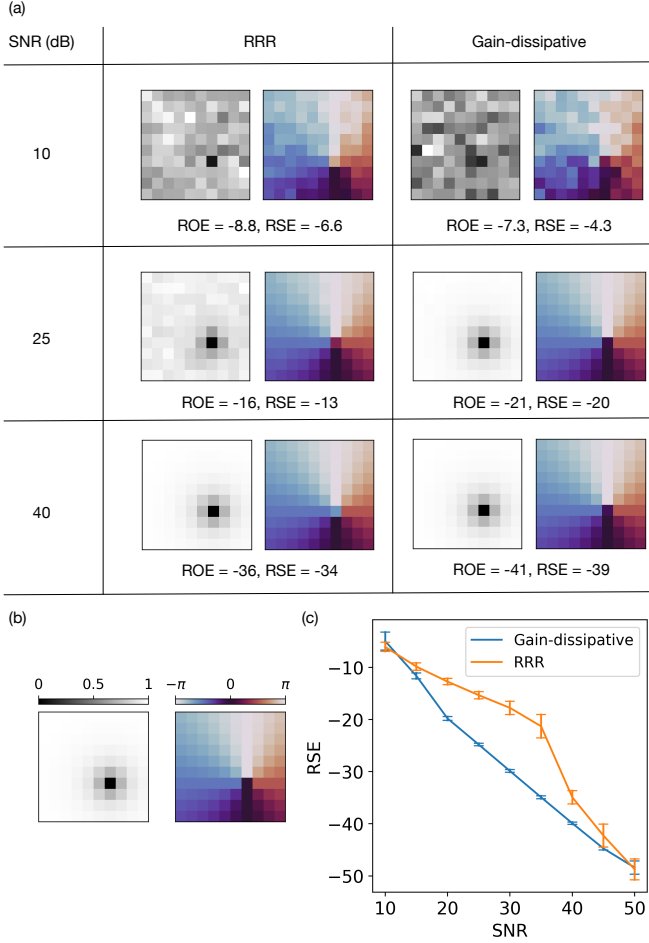 (a)
SNR (dB) RRR Gain-dissipative
10
ROE = -8.8, RSE = -6.6 ROE = -7.3, RSE = -4.3
25
ROE = -16, RSE = -13 ROE = -21, RSE = -20
40
ROE = -36, RSE = -34 ROE = -41, RSE = -39
(b) (c)
0 0.5 1 −π 0 π
Gain-dissipative
RRR
RSE
−10
−20
−30
−40
−50
10 20 30 40 50
SNR